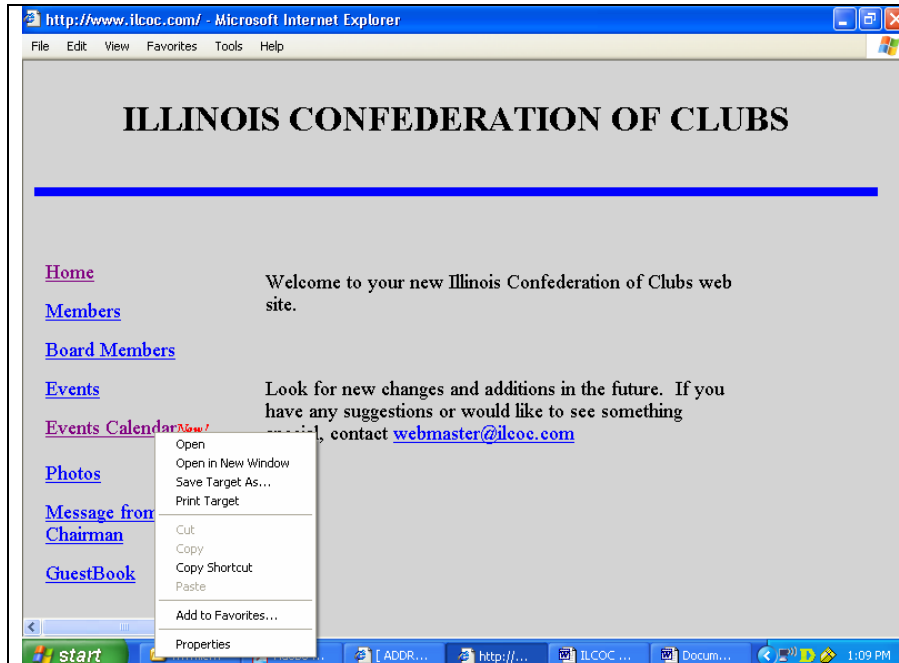 http://www.ilcoc.com/ - Microsoft Internet Explorer
File Edit View Favorites Tools Help
ILLINOIS CONFEDERATION OF CLUBS
Home
Members
Board Members
Events
Events Calendar New!
Photos
Message from
Chairman
GuestBook
Welcome to your new Illinois Confederation of Clubs web
site.
Look for new changes and additions in the future. If you
have any suggestions or would like to see something
contact webmaster@ilcoc.com
Open
Open in New Window
Save Target As...
Print Target
Cut
Copy
Copy Shortcut
Paste
Add to Favorites...
Properties
start
[ ADDR...
http://...
ILCOC ...
Docum...
1:09 PM